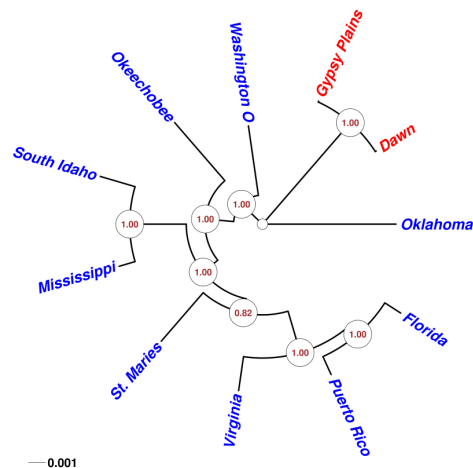 Gypsy Plains
Washington O
Okeechobee
1.00
Dawn
South Idaho
1.00
1.00
1.00
Oklahoma
Mississippi
1.00
0.82
Florida
1.00
1.00
St. Maries
Virginia
Puerto Rico
0.001